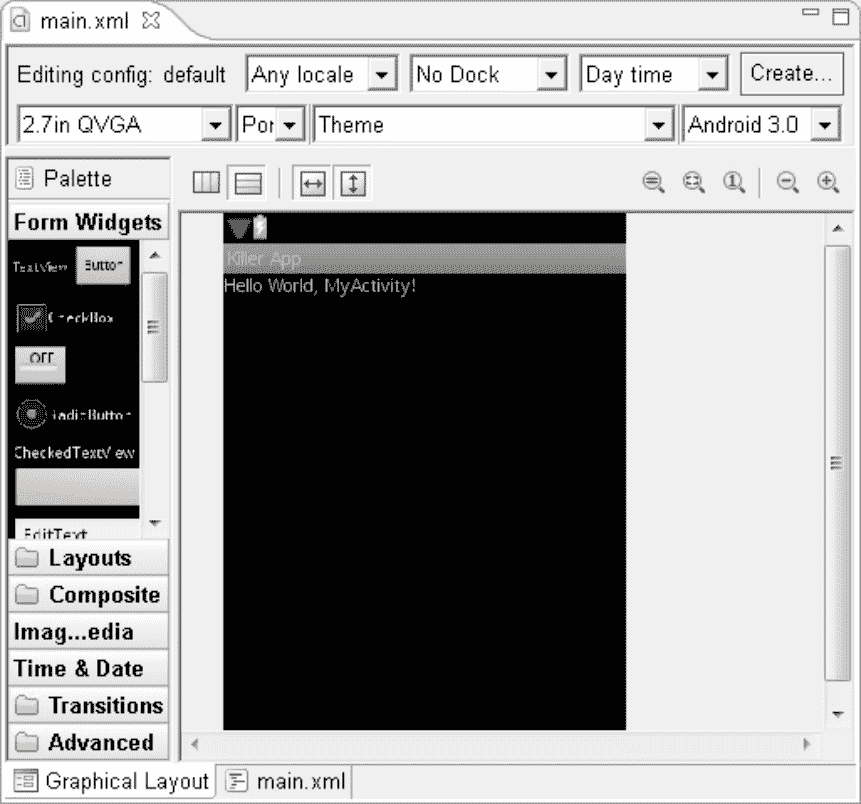 main.xml
Editing config: default Any locale No Dock Day time Create...
2.7in QVGA Por Theme Android 3.0
Palette
Form Widgets
TextView Button
CheckBox
OFF
RadioButton
CheckedTextView
EditText
Layouts
Composite
Imag...edia
Time & Date
Transitions
Advanced
Killer App
Hello World, MyActivity!
Graphical Layout main.xml